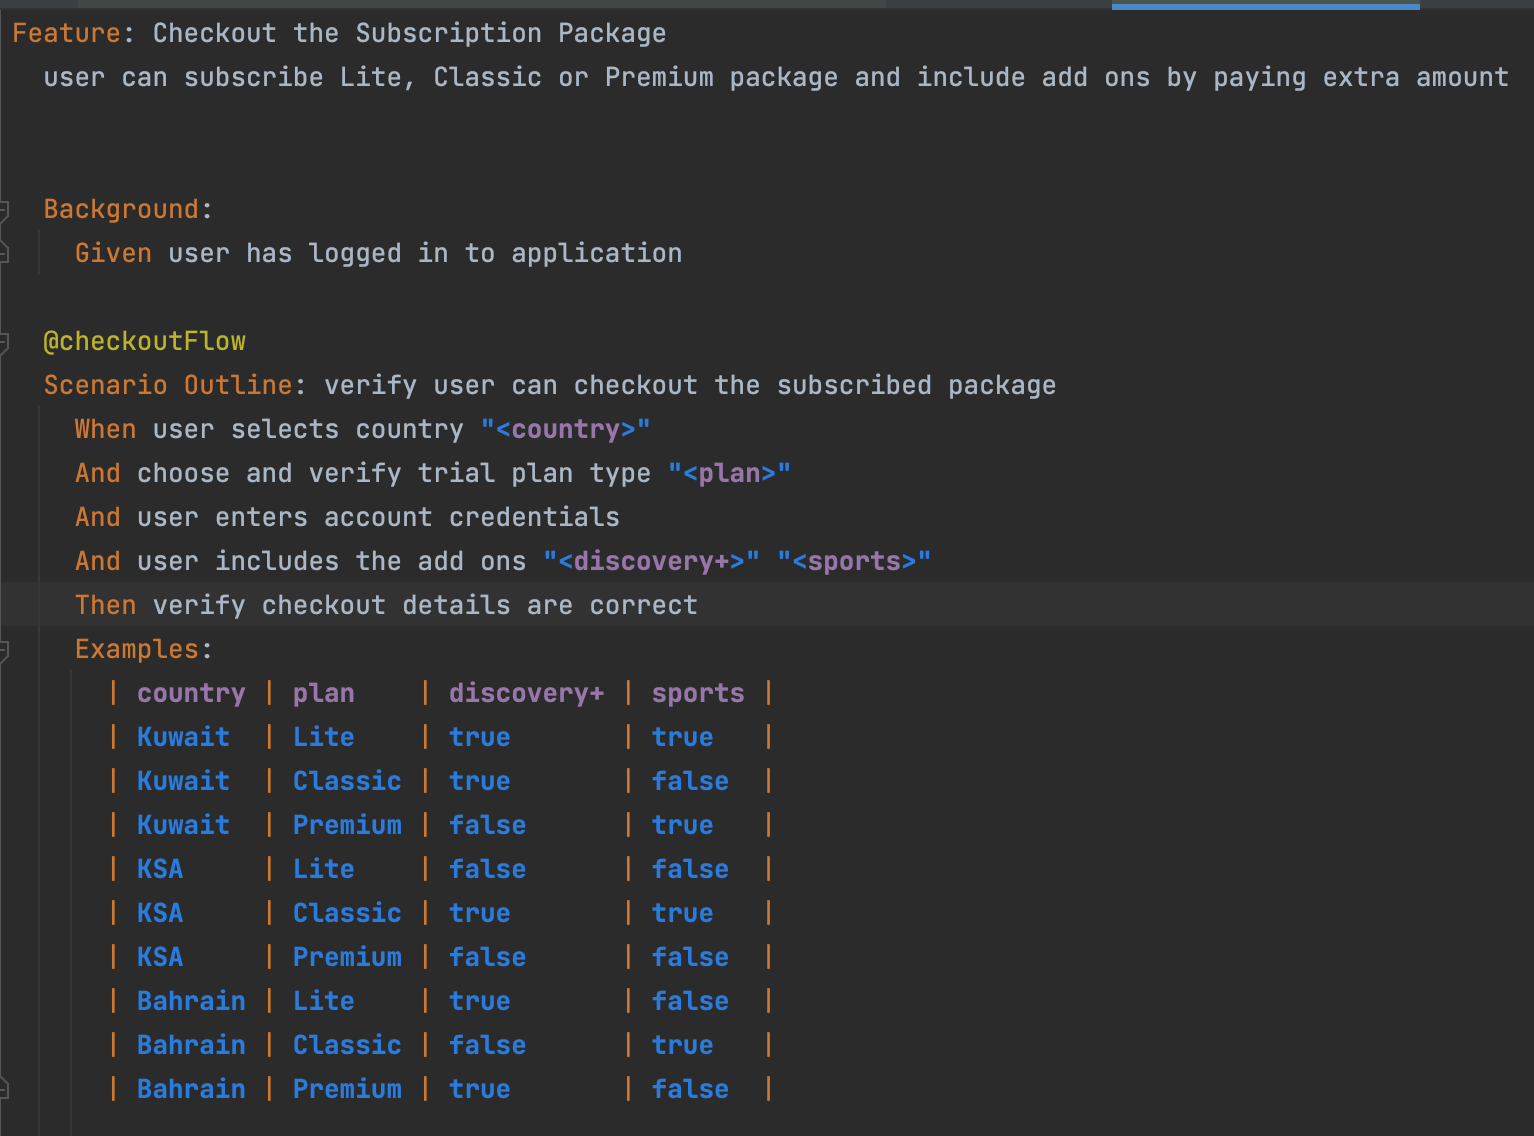 Feature: Checkout the Subscription Package
user can subscribe Lite, Classic or Premium package and include add ons by paying extra amount
Background:
Given user has logged in to application
@checkoutFlow
Scenario Outline: verify user can checkout the subscribed package
When user selects country "<country>"
And choose and verify trial plan type "<plan>"
And user enters account credentials
And user includes the add ons "<discovery+>" "<sports>"
Then verify checkout details are correct
Examples:
| country | plan    | discovery+ | sports |
| Kuwait  | Lite    | true       | true   |
| Kuwait  | Classic | true       | false  |
| Kuwait  | Premium | false      | true   |
| KSA     | Lite    | false      | false  |
| KSA     | Classic | true       | true   |
| KSA     | Premium | false      | false  |
| Bahrain | Lite    | true       | false  |
| Bahrain | Classic | false      | true   |
| Bahrain | Premium | true       | false  |